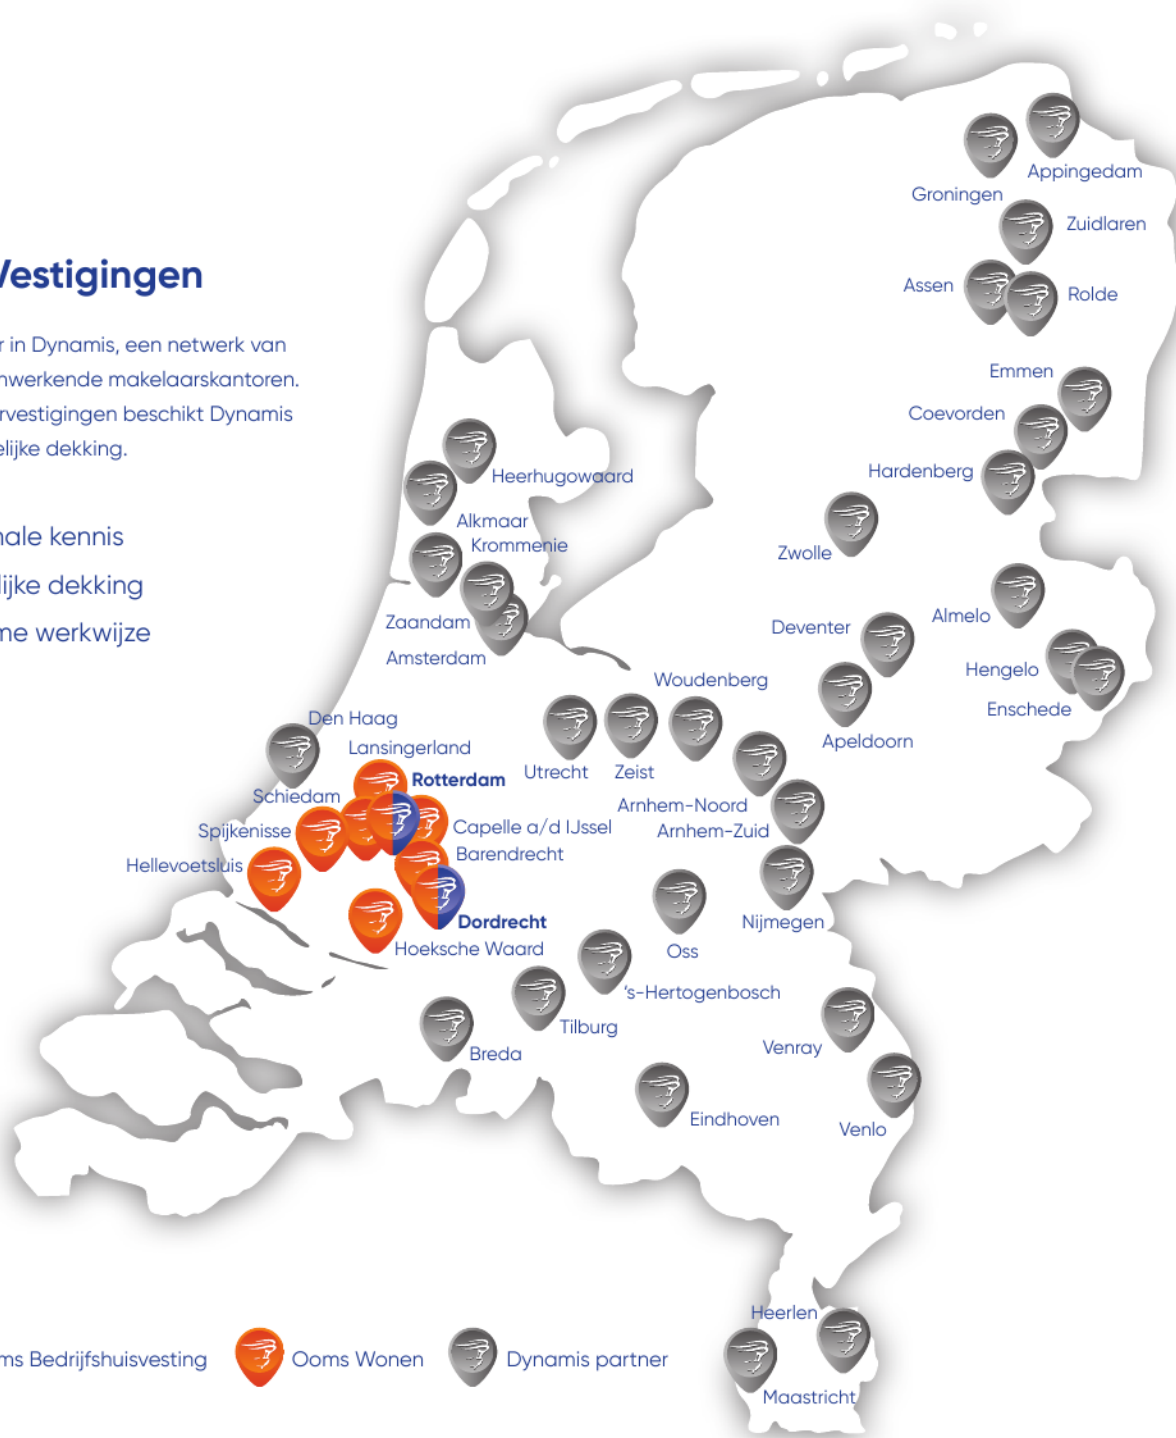 Vestigingen
in Dynamis, een netwerk van
nwerkende makelaarskantoren.
rvestigingen beschikt Dynamis
elijke dekking.
nale kennis
lijke dekking
me werkwijze
Appingedam
Groningen
Zuidlaren
Assen
Rolde
Emmen
Coevorden
Hardenberg
Heerhugowaard
Alkmaar
Krommenie
Zwolle
Almelo
Zaandam
Deventer
Amsterdam
Hengelo
Woudenberg
Enschede
Den Haag
Apeldoorn
Lansingerland
Utrecht
Zeist
Rotterdam
Schiedam
Arnhem-Noord
Spijkenisse
Capelle a/d IJssel
Arnhem-Zuid
Barendrecht
Hellevoetsluis
Dordrecht
Nijmegen
Hoeksche Waard
Oss
's-Hertogenbosch
Tilburg
Venray
Breda
Eindhoven
Venlo
Heerlen
ms Bedrijfshuisvesting
Ooms Wonen
Dynamis partner
Maastricht